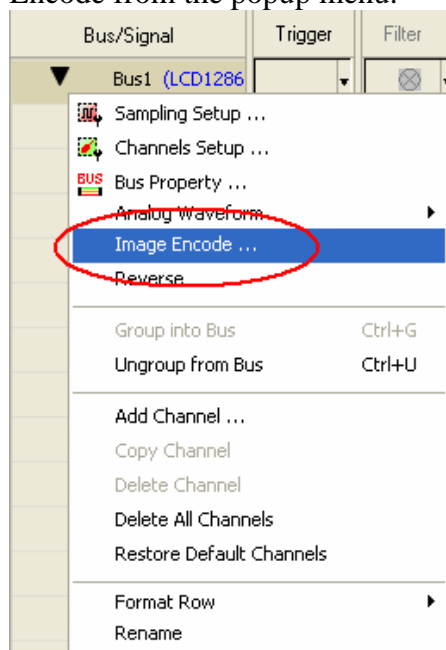 Encode from the popup menu.
Bus/Signal Trigger Filter
Bus1 (LCD1286
Sampling Setup ...
Channels Setup ...
BUS Bus Property ...
Analog Waveform
Image Encode ...
Reverse
Group into Bus Ctrl+G
Ungroup from Bus Ctrl+U
Add Channel ...
Copy Channel
Delete Channel
Delete All Channels
Restore Default Channels
Format Row
Rename